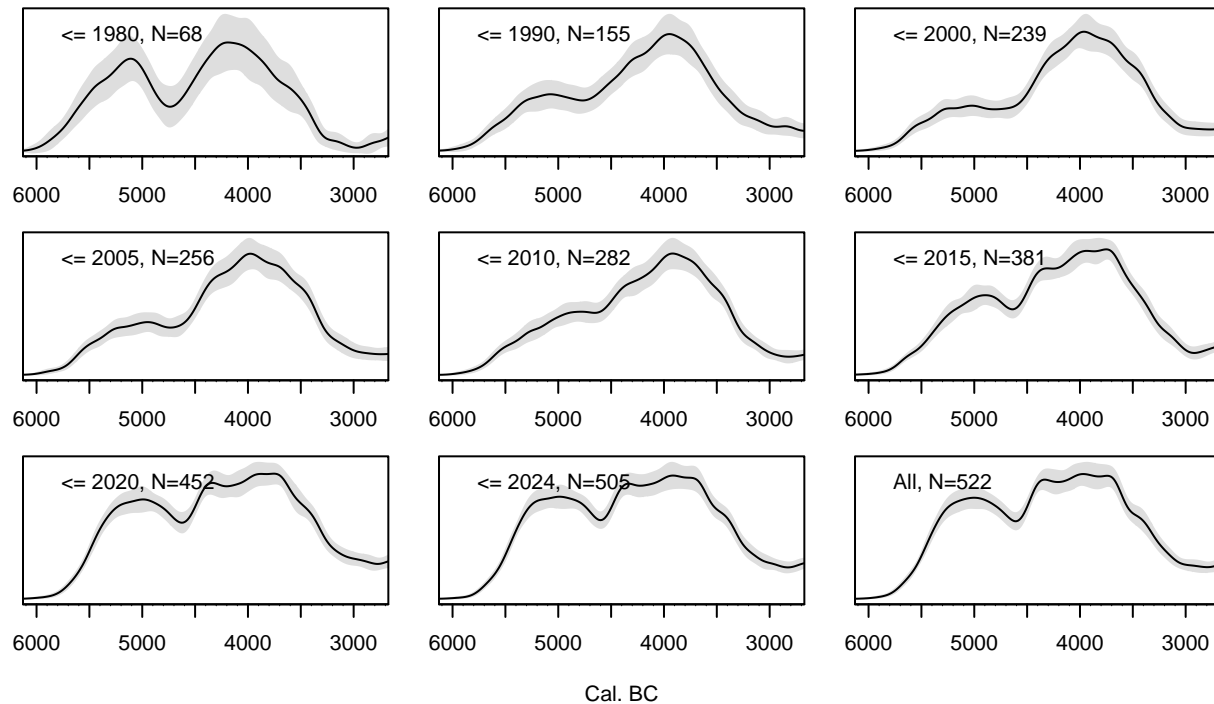 <= 1980, N=68
<= 1990, N=155
<= 2000, N=239
6000 5000 4000 3000
6000 5000 4000 3000
6000 5000 4000 3000
<= 2005, N=256
<= 2010, N=282
<= 2015, N=381
6000 5000 4000 3000
6000 5000 4000 3000
6000 5000 4000 3000
<= 2020, N=452
<= 2024, N=505
All, N=522
6000 5000 4000 3000
6000 5000 4000 3000
6000 5000 4000 3000
Cal. BC